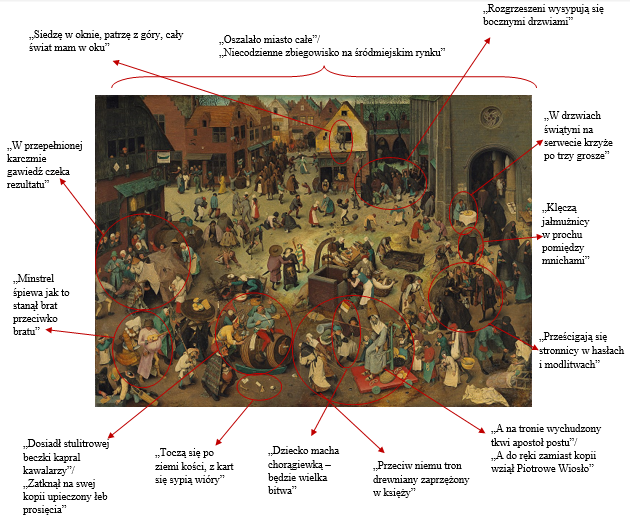 „Rozgrzeszeni wysypują się
bocznymi drzwiami”
„Siedzę w oknie, patrzę z góry, cały
świat mam w oku”
„Oszalało miasto całe”/
„Niecodzienne zbiegowisko na śródmiejskim rynku”
„W drzwiach
świątyni na
serwecie krzyże
po trzy grosze”
„W przepełnionej
karczmie
gawiedź czeka
rezultatu”
„Klęczą
jałmużnicy
w prochu
pomiędzy
mnichami”
„Minstrel
śpiewa jak to
stanął brat
przeciwko
bratu”
„Prześcigają się
stronnicy w hasłach
i modlitwach”
„Dosiadł stulitrowej
beczki kapral
kawalarzy”/
„Zatknął na swej
kopii upieczony łeb
prosięcia”
„Toczą się po
ziemi kości, z kart
się sypią wióry”
„Dziecko macha
chorągiewką –
będzie wielka
bitwa”
„Przeciw niemu tron
drewniany zaprzężony
w księży”
„A na tronie wychudzony
tkwi apostoł postu”/
„A do ręki zamiast kopii
wziął Piotrowe Wiosło”